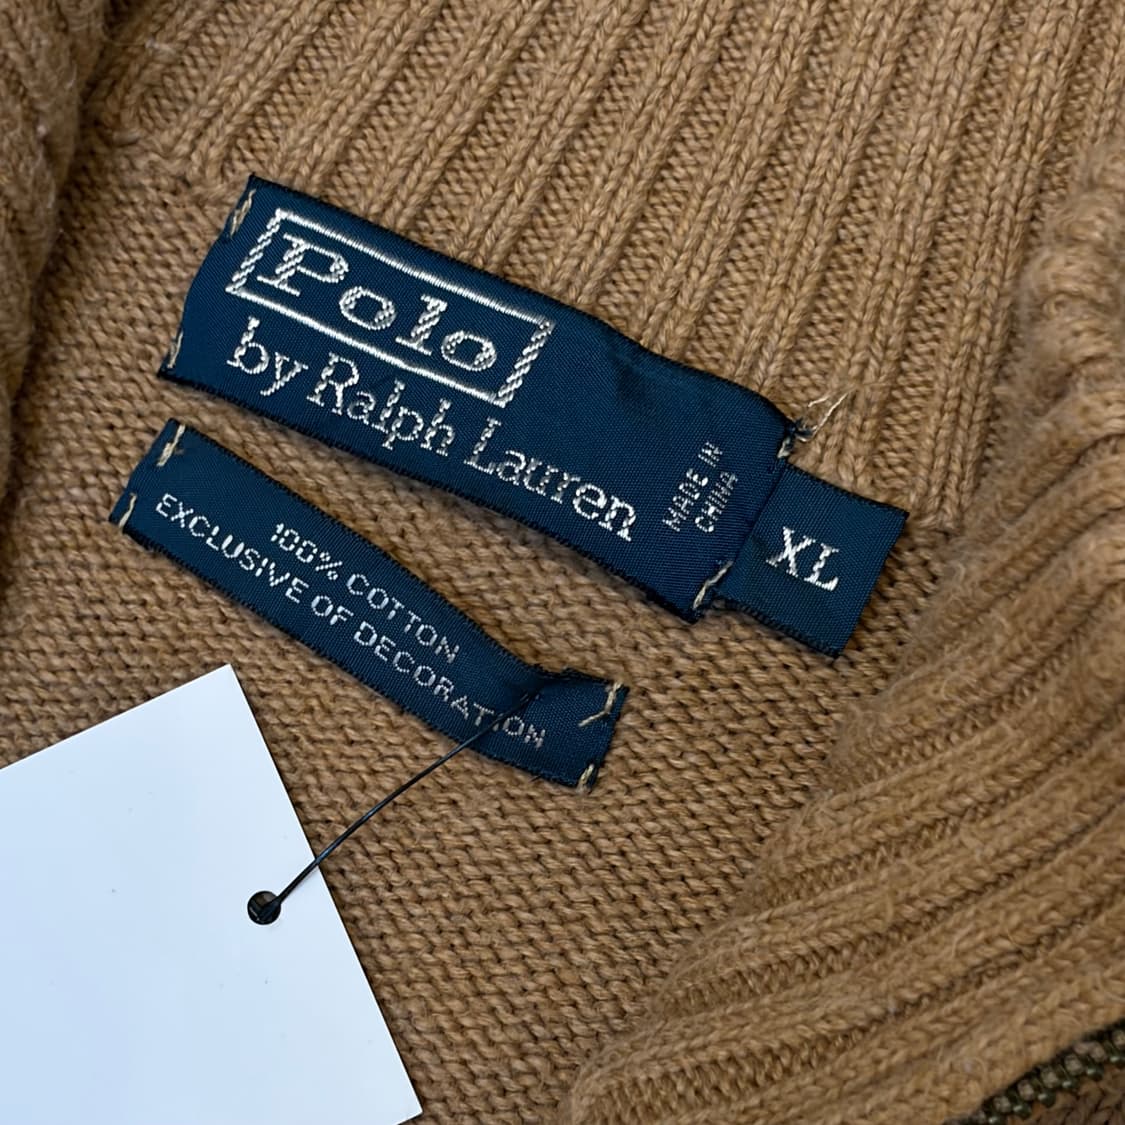 Polo
by Ralph Lauren
MADE IN
CHINA
XL
100% COTTON
EXCLUSIVE OF DECORATION